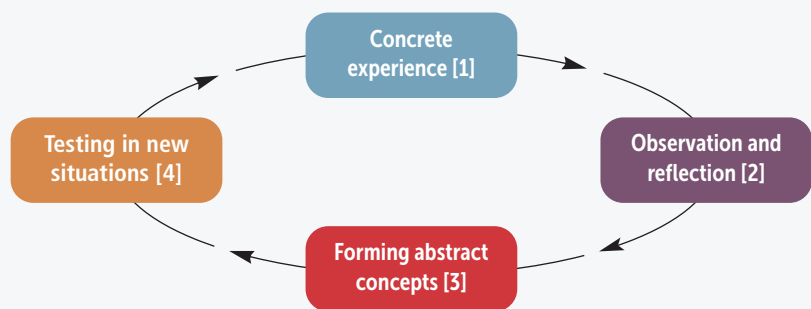 Concrete
experience [1]
Observation and
reflection [2]
Forming abstract
concepts [3]
Testing in new
situations [4]